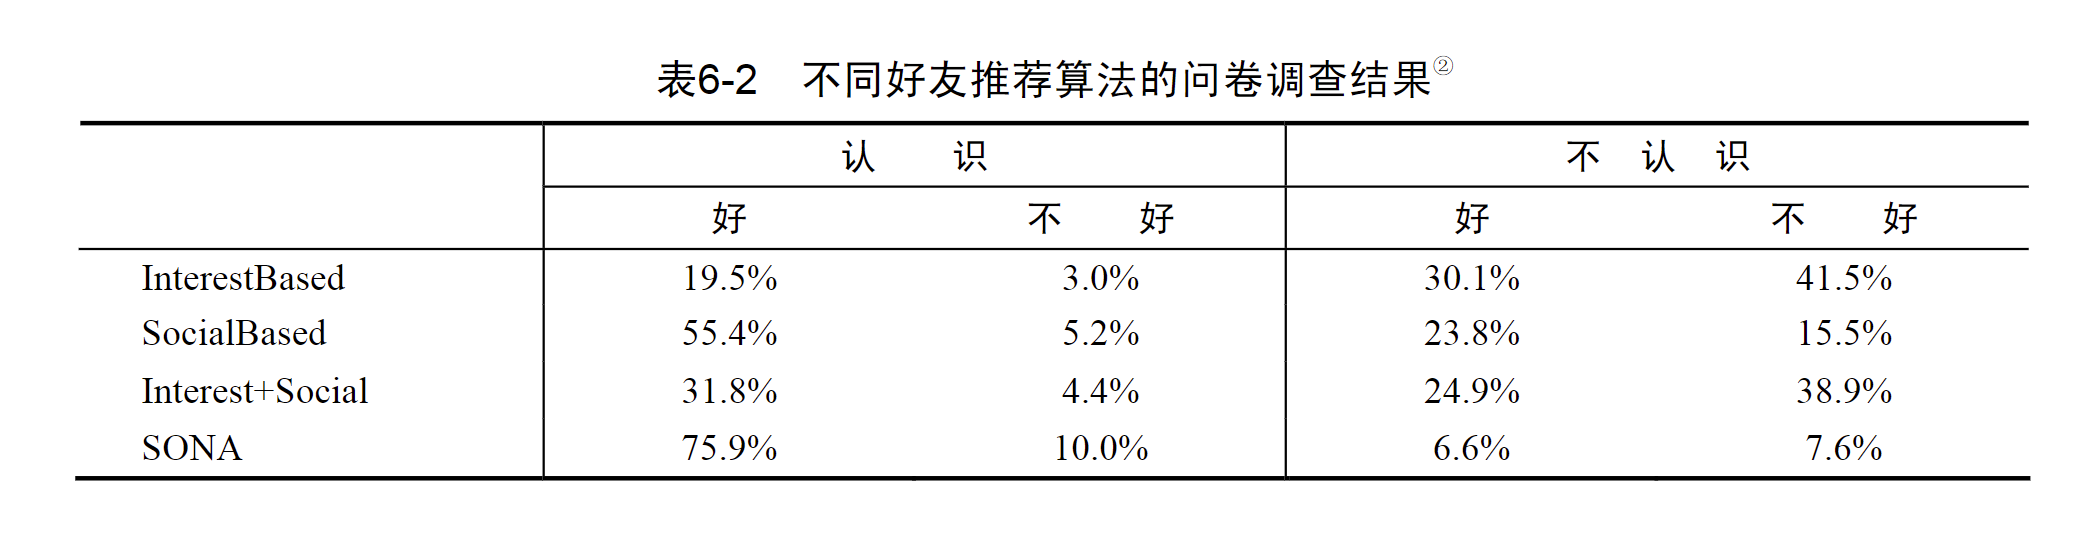 表6-2 不同好友推荐算法的问卷调查结果②
认 识 不 认 识
好 不 好 好 不 好
InterestBased 19.5% 3.0% 30.1% 41.5%
SocialBased 55.4% 5.2% 23.8% 15.5%
Interest+Social 31.8% 4.4% 24.9% 38.9%
SONA 75.9% 10.0% 6.6% 7.6%